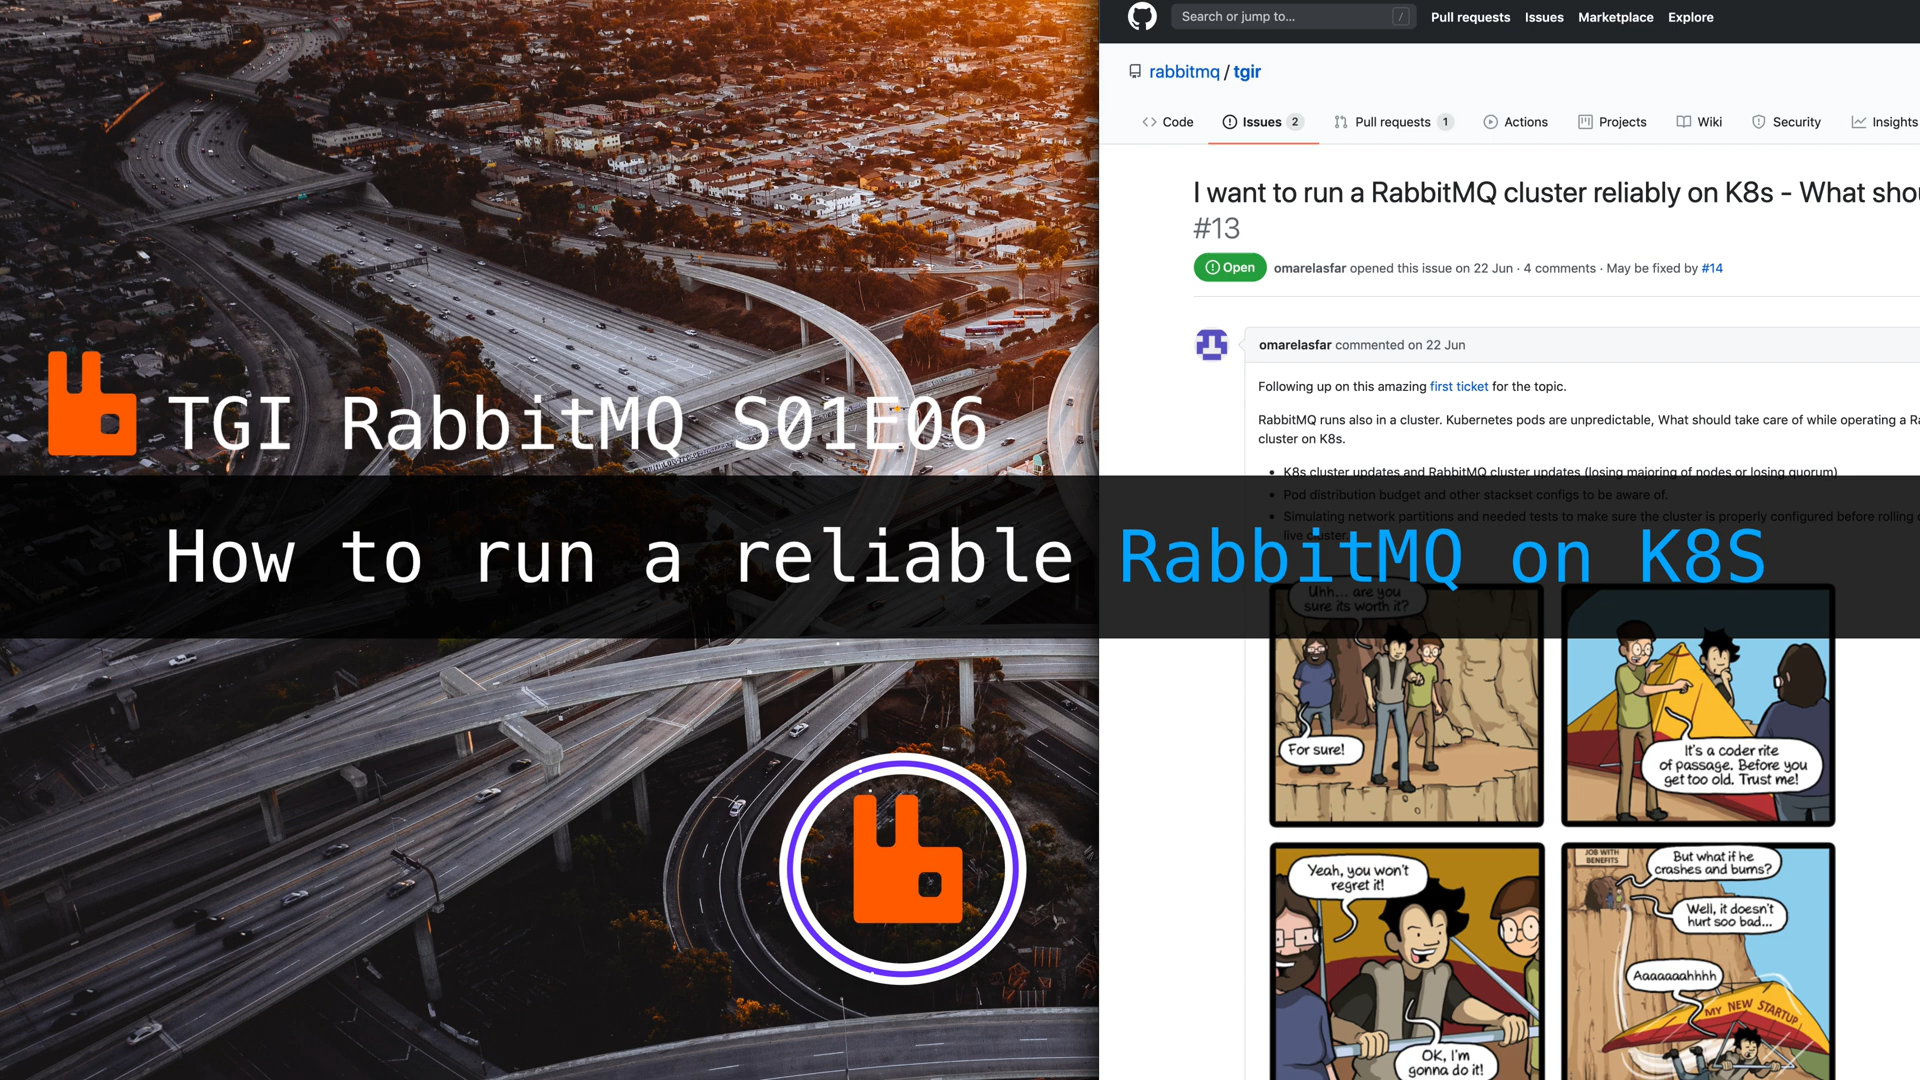 TGI RabbitMQ S01E06
How to run a reliable RabbitMQ on K8S
Search or jump to...
/
Pull requests
Issues
Marketplace
Explore
rabbitmq / tgir
Code
Issues 2
Pull requests 1
Actions
Projects
Wiki
Security
Insights
I want to run a RabbitMQ cluster reliably on K8s - What
#13
Open
omarelasfar opened this issue on 22 Jun · 4 comments · May be fixed by #14
omarelasfar commented on 22 Jun
Following up on this amazing first ticket for the topic.
RabbitMQ runs also in a cluster. Kubernetes pods are unpredictable, What should take care of while operating a
cluster on K8s.
K8s cluster updates and RabbitMQ cluster updates (losing majoring of nodes or losing quorum)
Pod distribution budget and other stackset configs to be aware of.
Simulating network partitions and needed tests to make sure the cluster is properly configured before rolling
live cluster.
Uhh... are you
sure its worth it?
For sure!
It's a coder rite
of passage. Before you
get too old. Trust me!
Yeah, you won't
regret it!
OK, I'm
gonna do it!
JOB WITH
BENEFITS
But what if he
crashes and burns?
Well, it doesn't
hurt soo bad...
Aaaaaaahhhh
MY NEW STARTUP